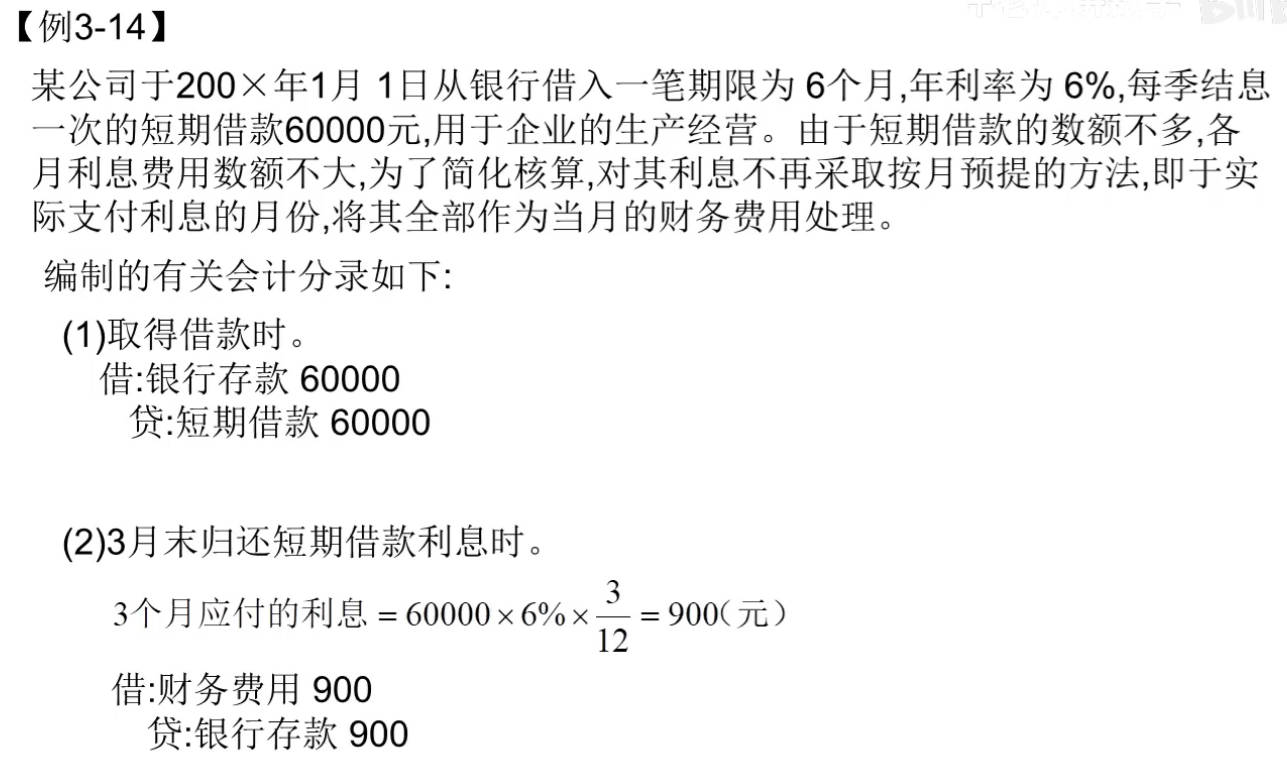 【例3-14】
某公司于200×年1月 1日从银行借入一笔期限为 6个月,年利率为 6%,每季结息
一次的短期借款60000元,用于企业的生产经营。由于短期借款的数额不多,各
月利息费用数额不大,为了简化核算,对其利息不再采取按月预提的方法,即于实
际支付利息的月份,将其全部作为当月的财务费用处理。
编制的有关会计分录如下:
(1)取得借款时。
借:银行存款 60000
贷:短期借款 60000
(2)3月末归还短期借款利息时。
3个月应付的利息 = 60000 × 6% × 3/12 = 900(元)
借:财务费用 900
贷:银行存款 900